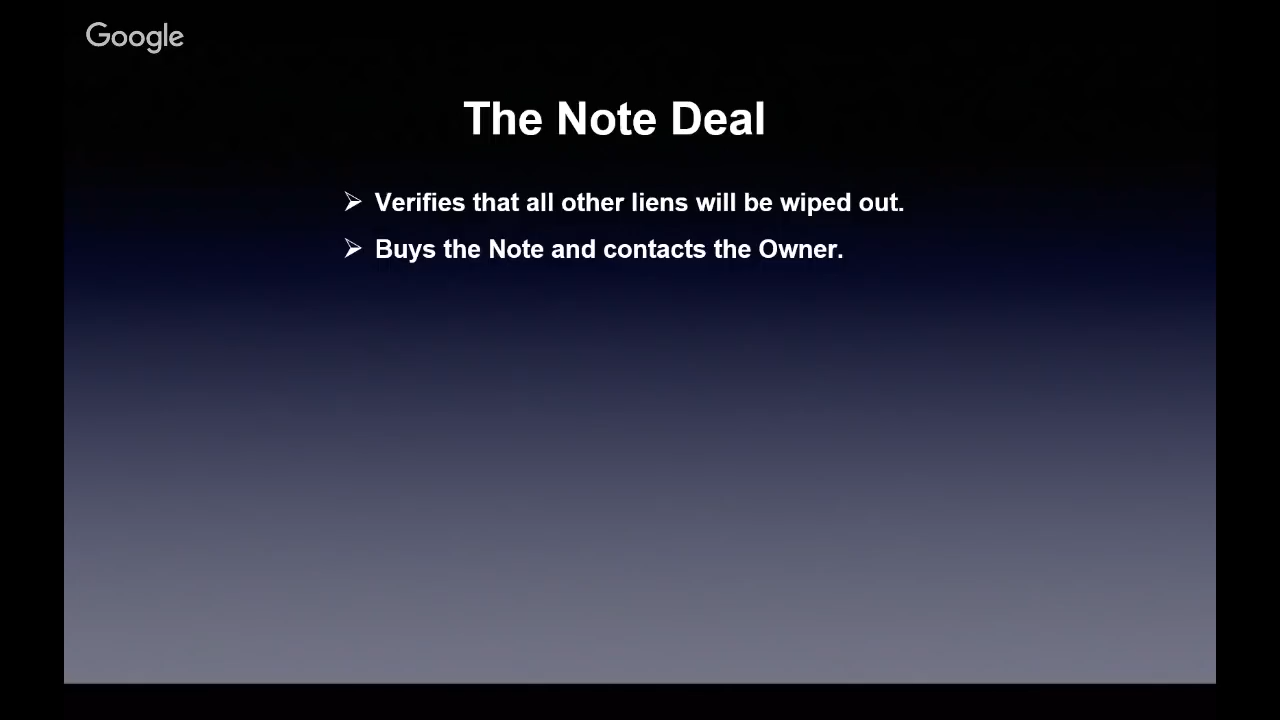 Google
The Note Deal
➢ Verifies that all other liens will be wiped out.
➢ Buys the Note and contacts the Owner.